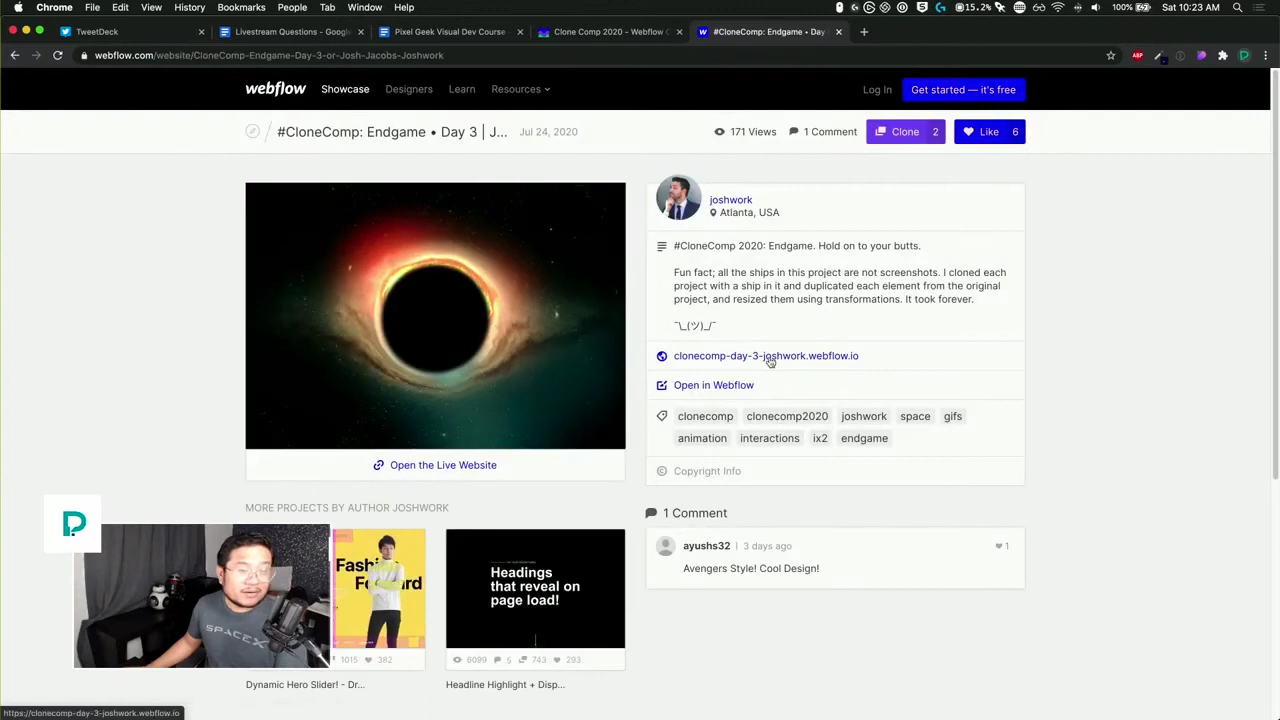 Chrome File Edit View History Bookmarks People Tab Window Help
15.2% 100% Sat 10:23 AM
TweetDeck
Livestream Questions - Google
Pixel Geek Visual Dev Course
Clone Comp 2020 - Webflow C
#CloneComp: Endgame • Day
webflow.com/website/CloneComp-Endgame-Day-3-or-Josh-Jacobs-Joshwork
ABP
webflow Showcase Designers Learn Resources
Log In Get started — it's free
#CloneComp: Endgame • Day 3 | J... Jul 24, 2020
171 Views 1 Comment Clone 2 Like 6
joshwork
Atlanta, USA
#CloneComp 2020: Endgame. Hold on to your butts.
Fun fact; all the ships in this project are not screenshots. I cloned each
project with a ship in it and duplicated each element from the original
project, and resized them using transformations. It took forever.
¯\_(ツ)_/¯
clonecomp-day-3-joshwork.webflow.io
Open in Webflow
clonecomp clonecomp2020 joshwork space gifs
animation interactions ix2 endgame
Copyright Info
Open the Live Website
MORE PROJECTS BY AUTHOR JOSHWORK
1 Comment
ayushs32 | 3 days ago 1
Avengers Style! Cool Design!
SPACEX
Headings
that reveal on
page load!
1015 382
6099 5 743 293
Dynamic Hero Slider! - Dr...
Headline Highlight + Disp...
https://clonecomp-day-3-joshwork.webflow.io